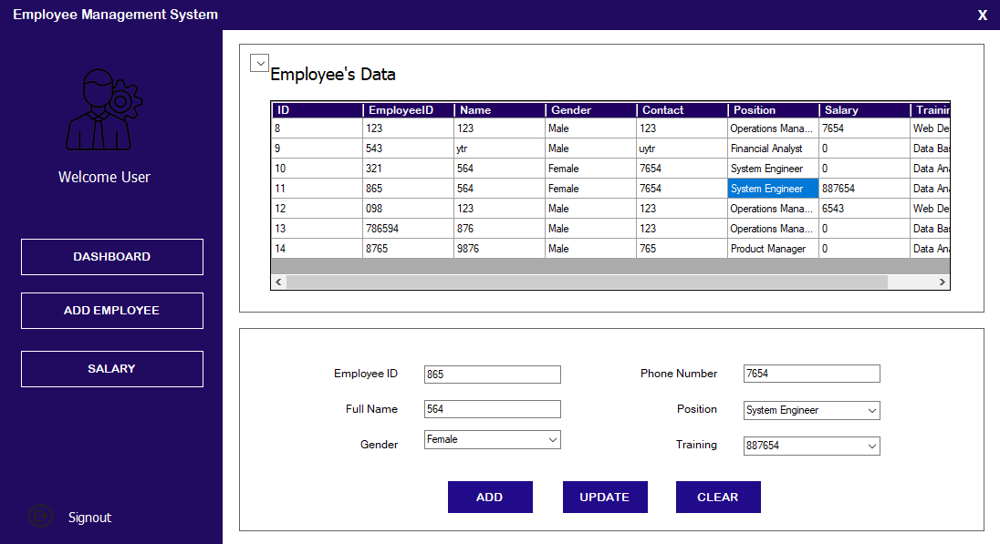 Employee Management System X
Welcome User
DASHBOARD
ADD EMPLOYEE
SALARY
Signout
Employee's Data
ID EmployeeID Name Gender Contact Position Salary Trainin
8 123 123 Male 123 Operations Mana... 7654 Web De
9 543 ytr Male uytr Financial Analyst 0 Data Bas
10 321 564 Female 7654 System Engineer 0 Data Ana
11 865 564 Female 7654 System Engineer 887654 Data Ana
12 098 123 Male 123 Operations Mana... 6543 Web De
13 786594 876 Male 123 Operations Mana... 0 Data Bas
14 8765 9876 Male 765 Product Manager 0 Data Ana
Employee ID 865 Phone Number 7654
Full Name 564 Position System Engineer
Gender Female Training 887654
ADD UPDATE CLEAR